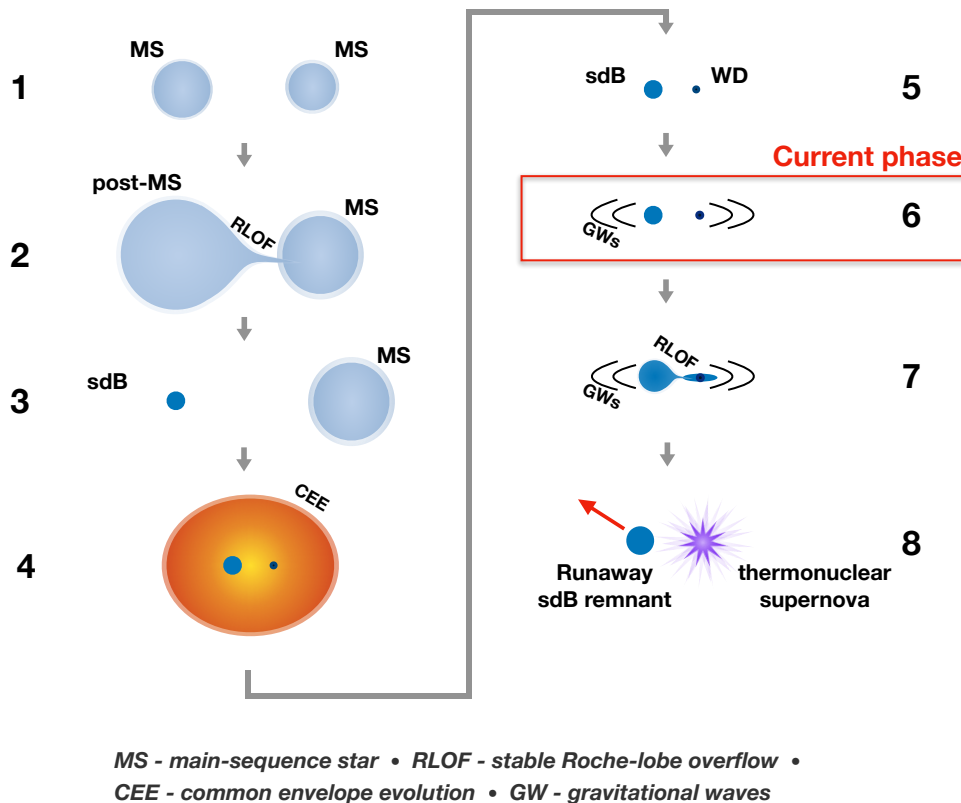 1
MS
MS
post-MS
2
RLOF
MS
3
sdB
MS
4
CEE
sdB
WD
5
Current phase
GWs
6
RLOF
GWs
7
8
Runaway
sdB remnant
thermonuclear
supernova
MS - main-sequence star • RLOF - stable Roche-lobe overflow •
CEE - common envelope evolution • GW - gravitational waves